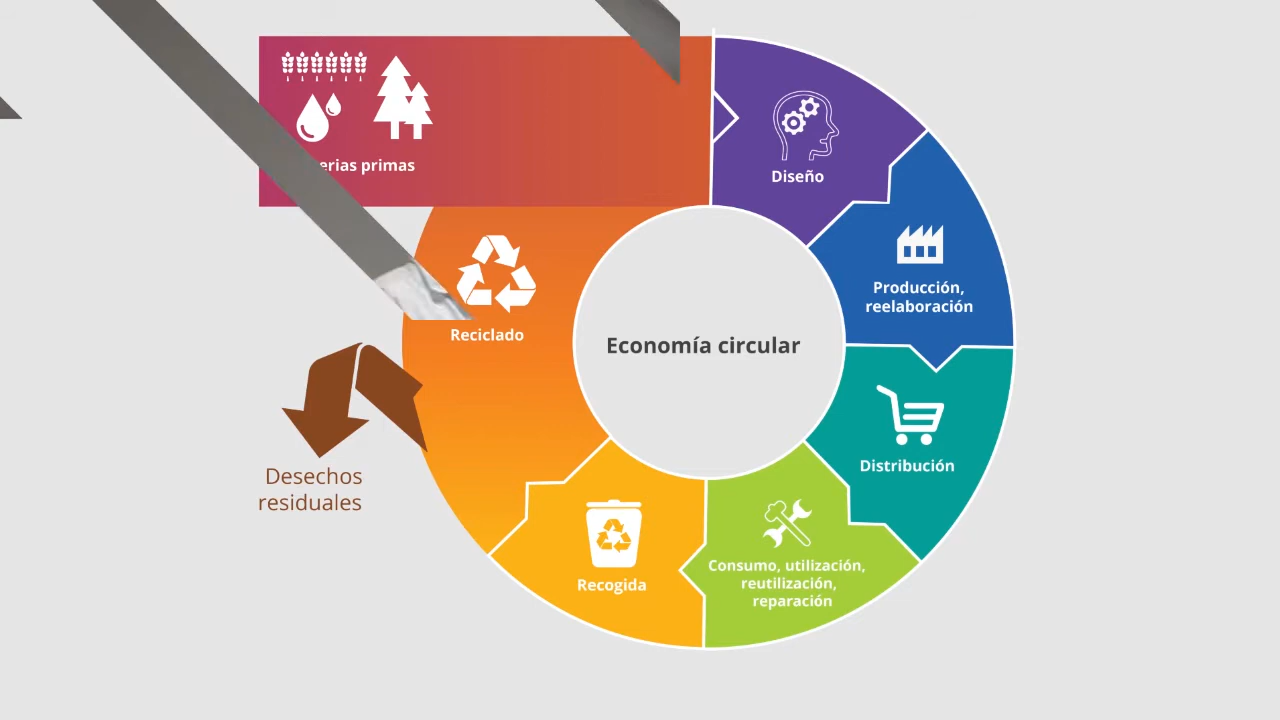 erias primas
Diseño
Producción,
reelaboración
Reciclado
Economía circular
Distribución
Desechos
residuales
Consumo, utilización,
reutilización,
reparación
Recogida